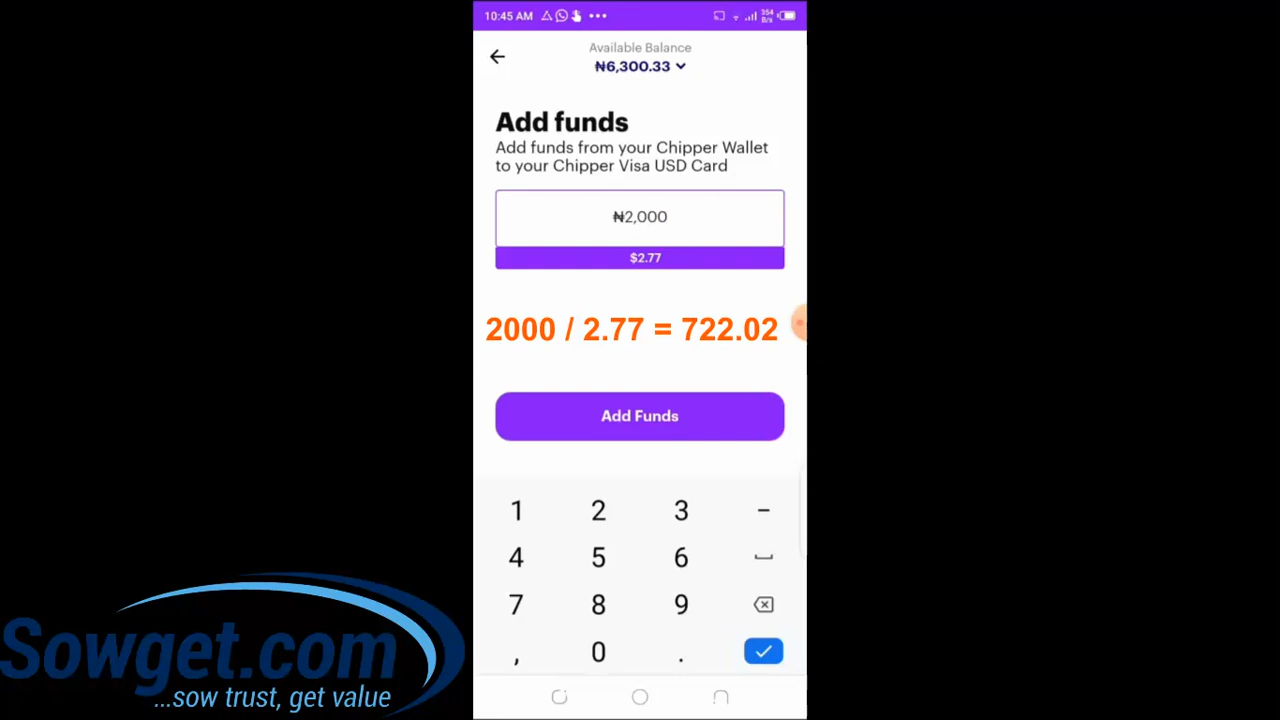 10:45 AM
354
B/s
Available Balance
₦6,300.33
Add funds
Add funds from your Chipper Wallet
to your Chipper Visa USD Card
₦2,000
$2.77
2000 / 2.77 = 722.02
Add Funds
1 2 3 -
4 5 6
7 8 9
, 0 .
Sowget.com
...sow trust, get value